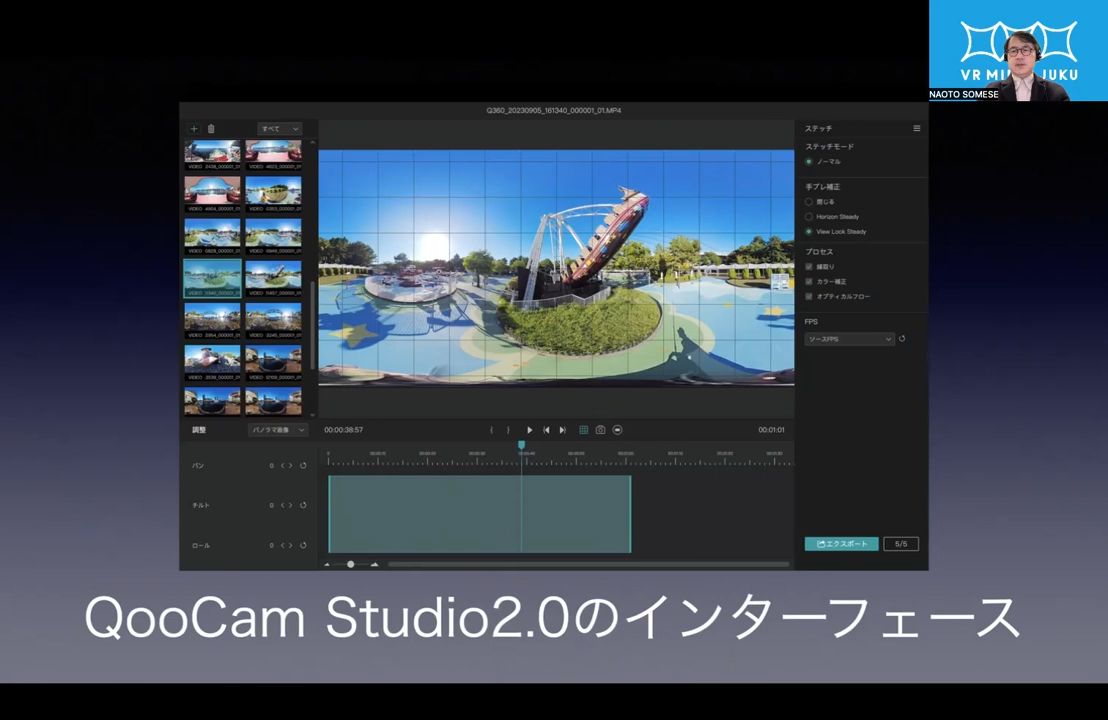 VR MI JUKU
NAOTO SOMESE
Q360_20230905_161340_000001_01.MP4
すべて
ステッチ
ステッチモード
ノーマル
手ブレ補正
閉じる
Horizon Steady
View Look Steady
プロセス
縁取り
カラー補正
オプティカルフロー
FPS
ソースFPS
調整
パノラマ画像
00:00:38:57
00:01:01
パン
0
チルト
0
ロール
0
エクスポート
5/5
QooCam Studio2.0のインターフェース